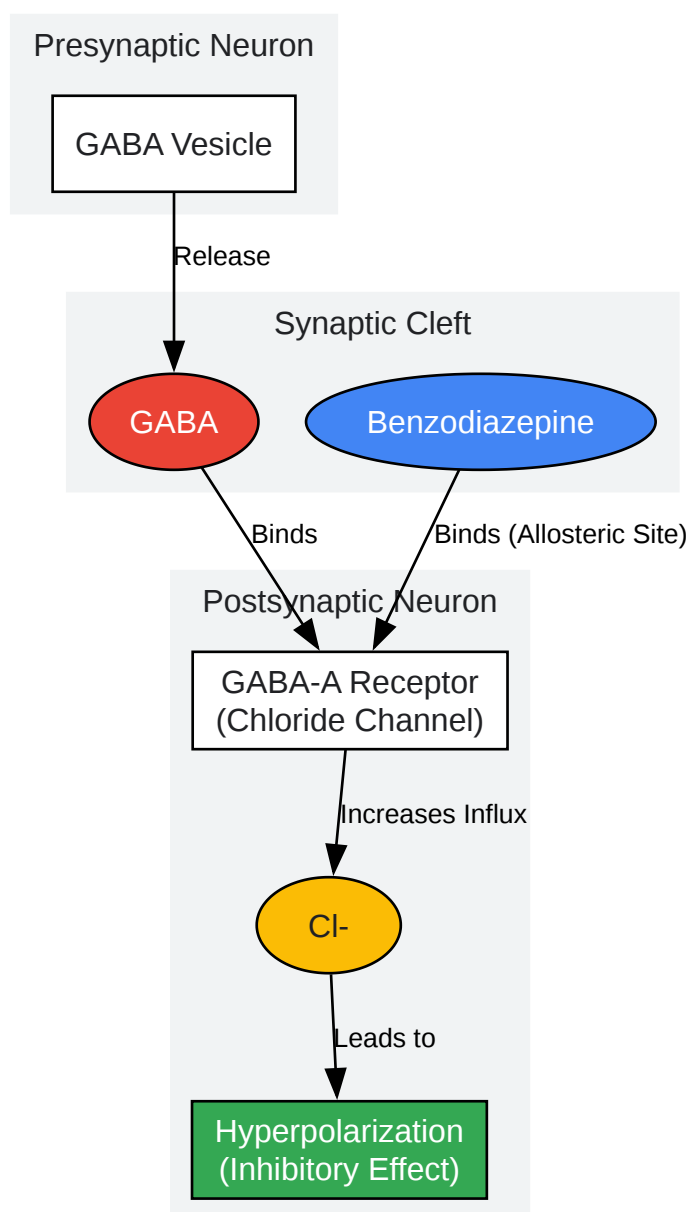 Presynaptic Neuron
GABA Vesicle
Release
Synaptic Cleft
GABA
Benzodiazepine
Binds
Binds (Allosteric Site)
Postsynaptic Neuron
GABA-A Receptor
(Chloride Channel)
Increases Influx
Cl-
Leads to
Hyperpolarization
(Inhibitory Effect)